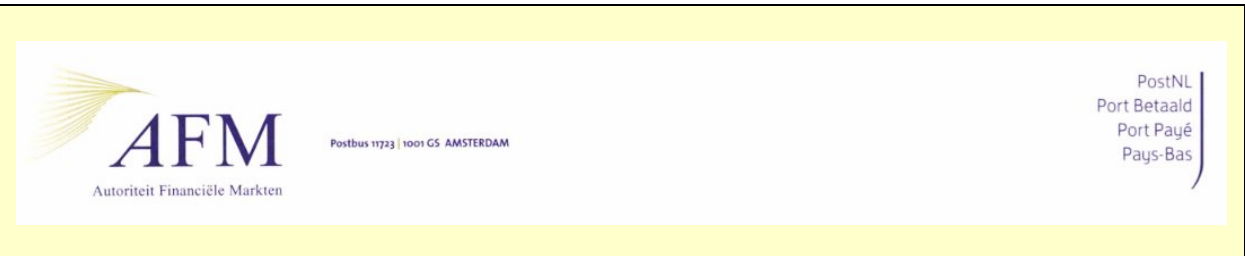 AFM
Autoriteit Financiële Markten
Postbus 11723 | 1001 GS AMSTERDAM
PostNL
Port Betaald
Port Payé
Pays-Bas